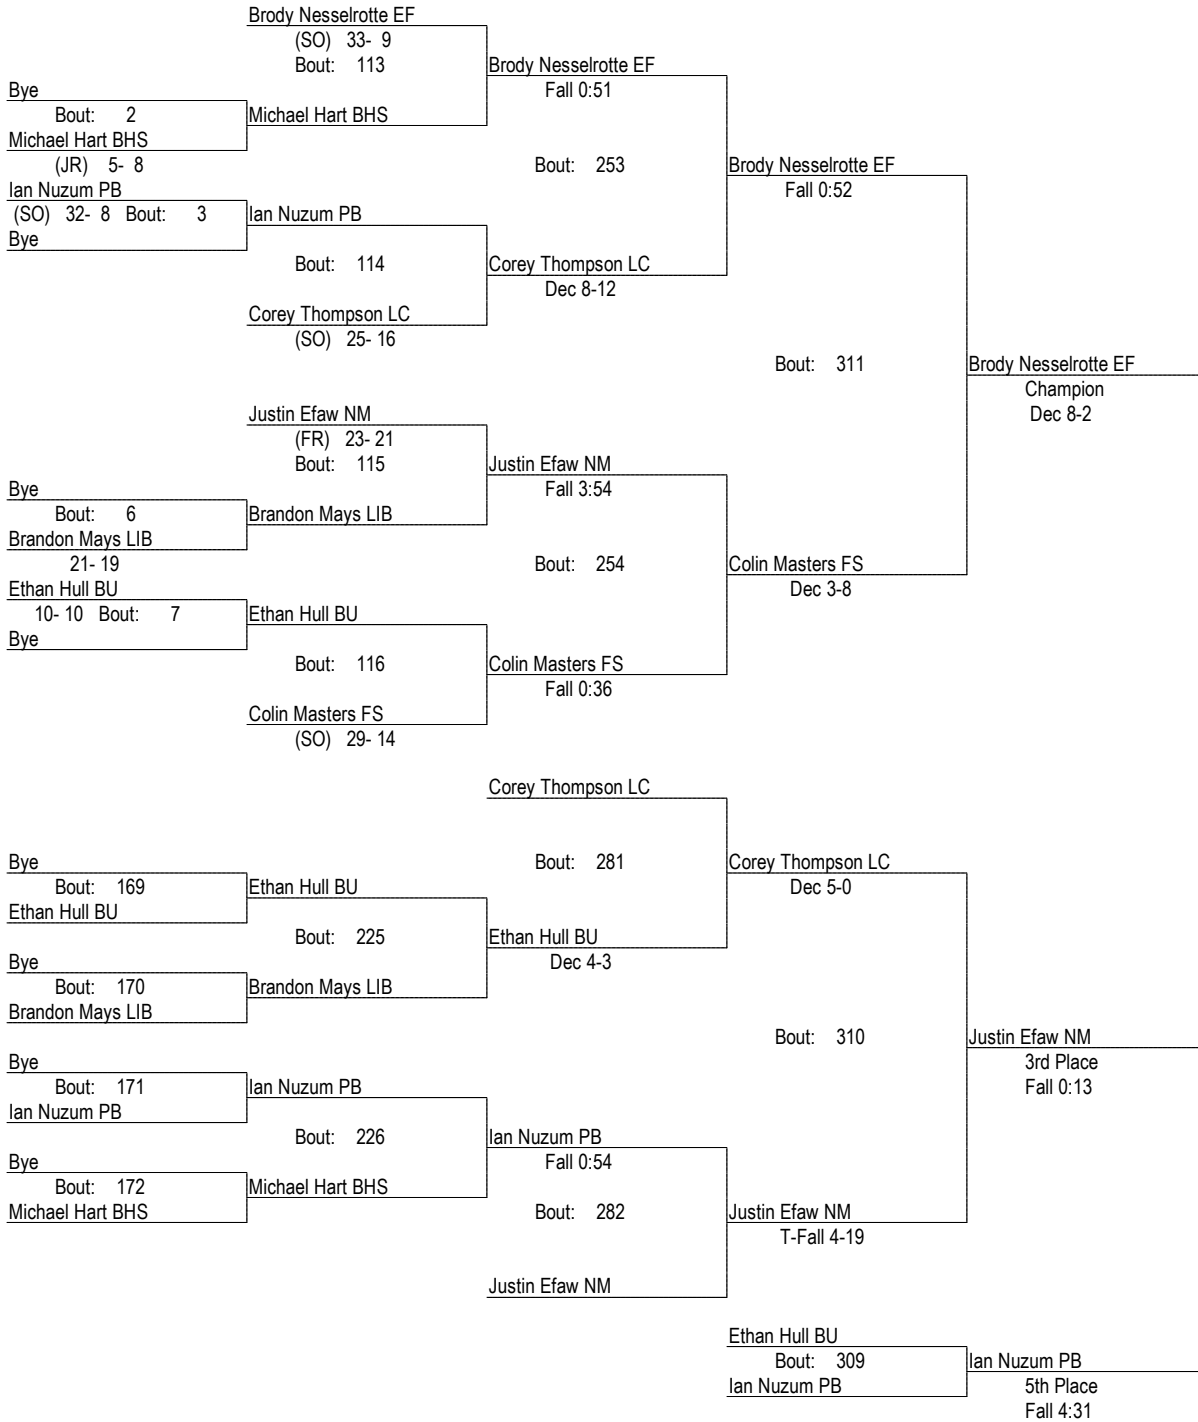 Brody Nesselrotte EF
(SO) 33- 9
Bout: 113
Brody Nesselrotte EF
Fall 0:51
Bye
Bout: 2
Michael Hart BHS
Michael Hart BHS
(JR) 5- 8
Bout: 253
Brody Nesselrotte EF
Fall 0:52
Ian Nuzum PB
(SO) 32- 8 Bout: 3
Ian Nuzum PB
Bye
Bout: 114
Corey Thompson LC
Dec 8-12
Corey Thompson LC
(SO) 25- 16
Bout: 311
Brody Nesselrotte EF
Champion
Dec 8-2
Justin Efaw NM
(FR) 23- 21
Bout: 115
Justin Efaw NM
Fall 3:54
Bye
Bout: 6
Brandon Mays LIB
Brandon Mays LIB
21- 19
Bout: 254
Colin Masters FS
Dec 3-8
Ethan Hull BU
10- 10 Bout: 7
Ethan Hull BU
Bye
Bout: 116
Colin Masters FS
Fall 0:36
Colin Masters FS
(SO) 29- 14
Corey Thompson LC
Bout: 281
Corey Thompson LC
Dec 5-0
Bye
Bout: 169
Ethan Hull BU
Ethan Hull BU
Bout: 225
Ethan Hull BU
Dec 4-3
Bye
Bout: 170
Brandon Mays LIB
Brandon Mays LIB
Bout: 310
Justin Efaw NM
3rd Place
Fall 0:13
Bye
Bout: 171
Ian Nuzum PB
Ian Nuzum PB
Bout: 226
Ian Nuzum PB
Fall 0:54
Bye
Bout: 172
Michael Hart BHS
Michael Hart BHS
Bout: 282
Justin Efaw NM
T-Fall 4-19
Justin Efaw NM
Ethan Hull BU
Bout: 309
Ian Nuzum PB
Ian Nuzum PB
5th Place
Fall 4:31